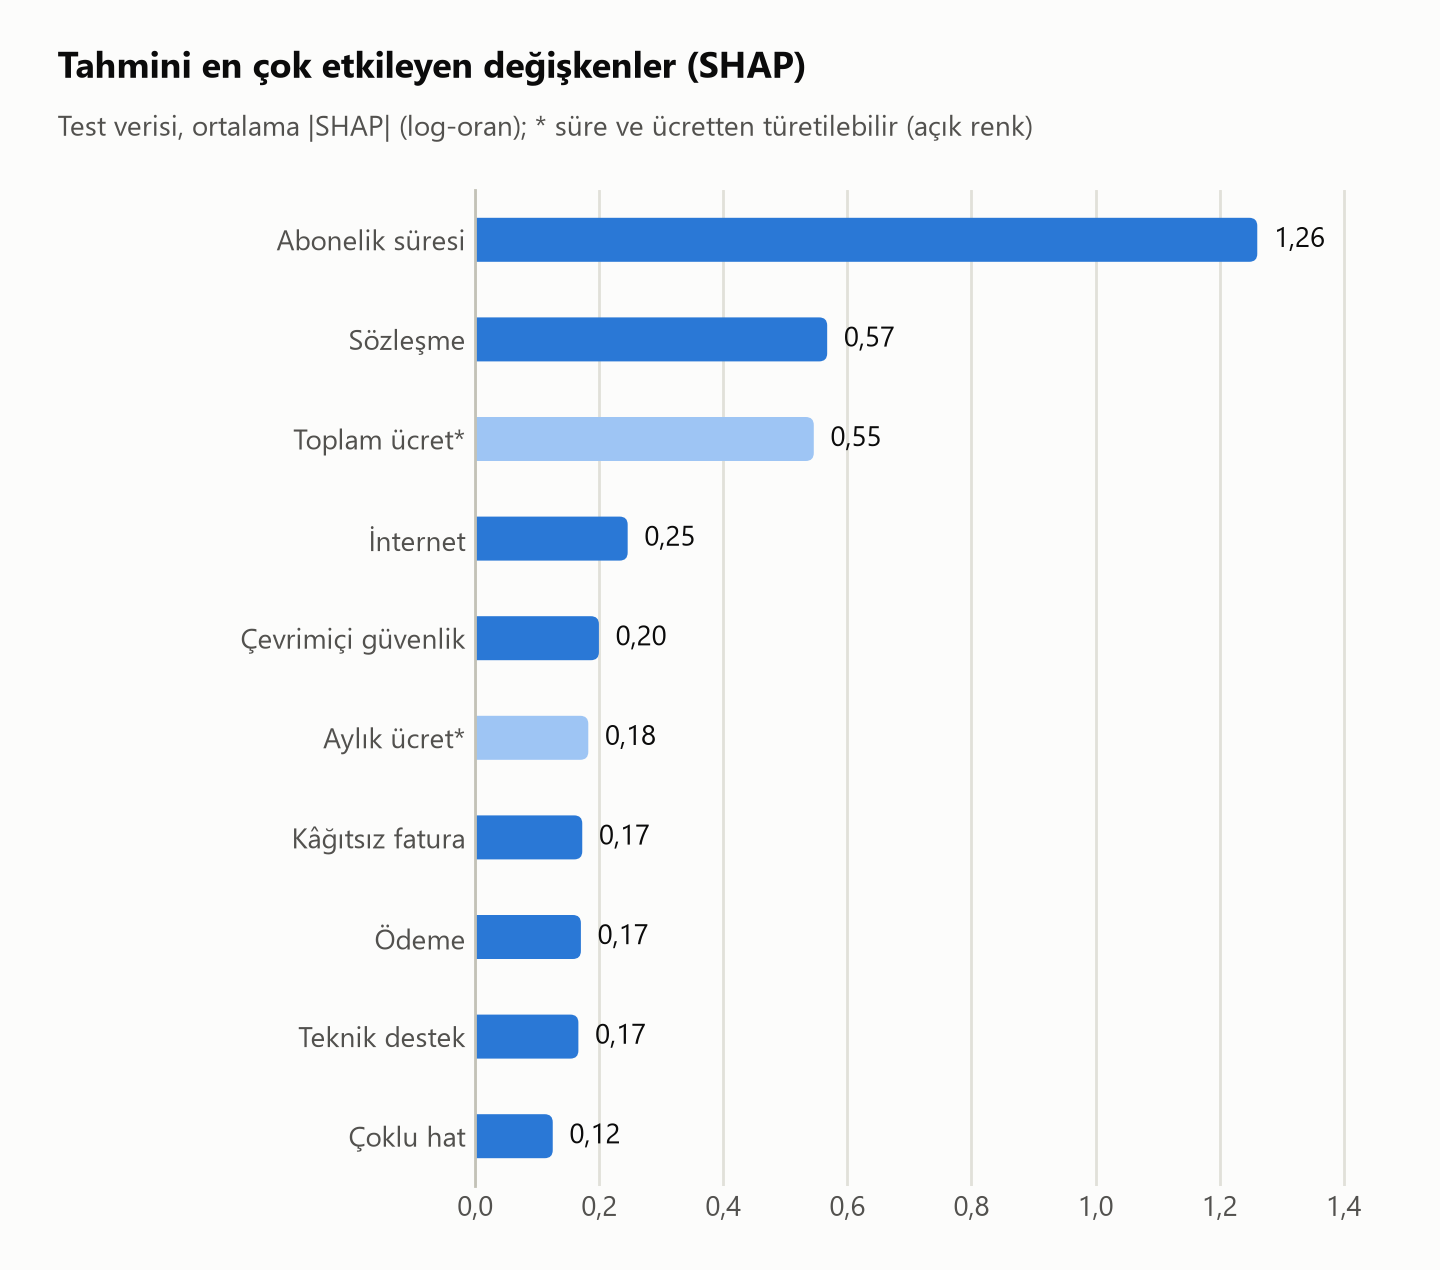 Tahmini en çok etkileyen değişkenler (SHAP)
Test verisi, ortalama |SHAP| (log-oran); * süre ve ücretten türetilebilir (açık renk)
Abonelik süresi 1,26
Sözleşme 0,57
Toplam ücret* 0,55
İnternet 0,25
Çevrimiçi güvenlik 0,20
Aylık ücret* 0,18
Kâğıtsız fatura 0,17
Ödeme 0,17
Teknik destek 0,17
Çoklu hat 0,12
0,0 0,2 0,4 0,6 0,8 1,0 1,2 1,4